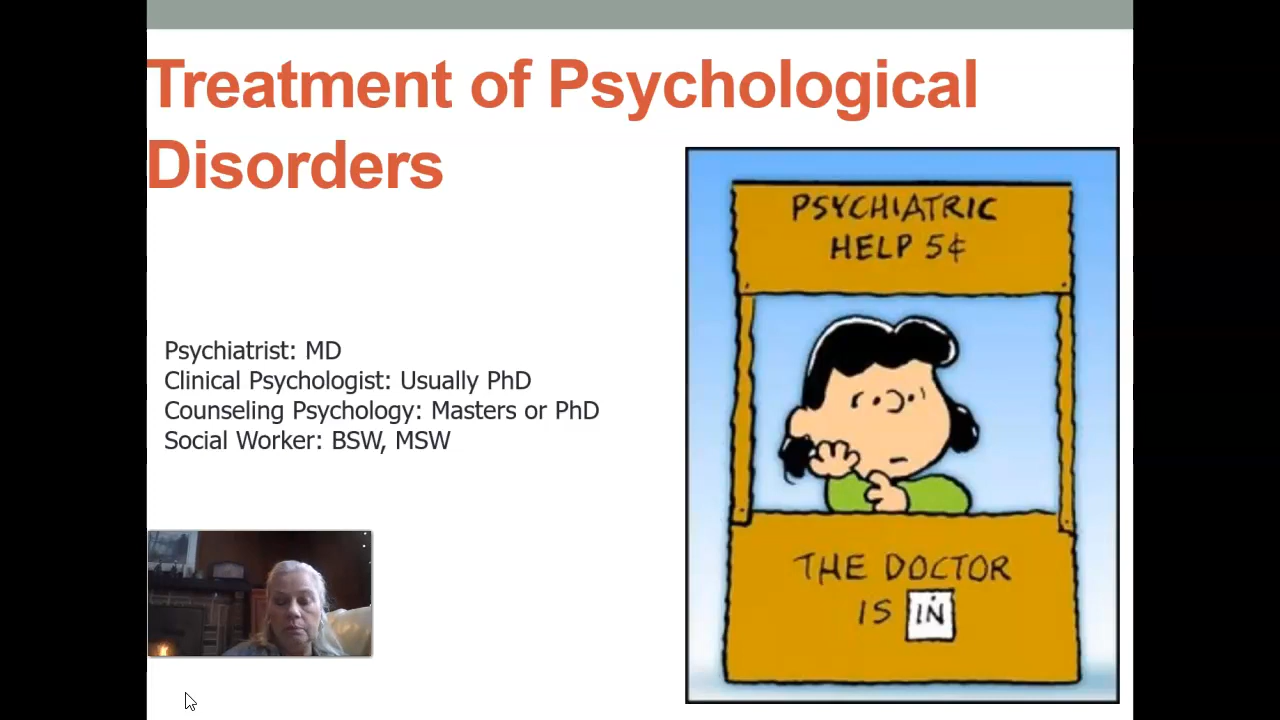 Treatment of Psychological
Disorders
Psychiatrist: MD
Clinical Psychologist: Usually PhD
Counseling Psychology: Masters or PhD
Social Worker: BSW, MSW
PSYCHIATRIC
HELP 5¢
THE DOCTOR
IS IN